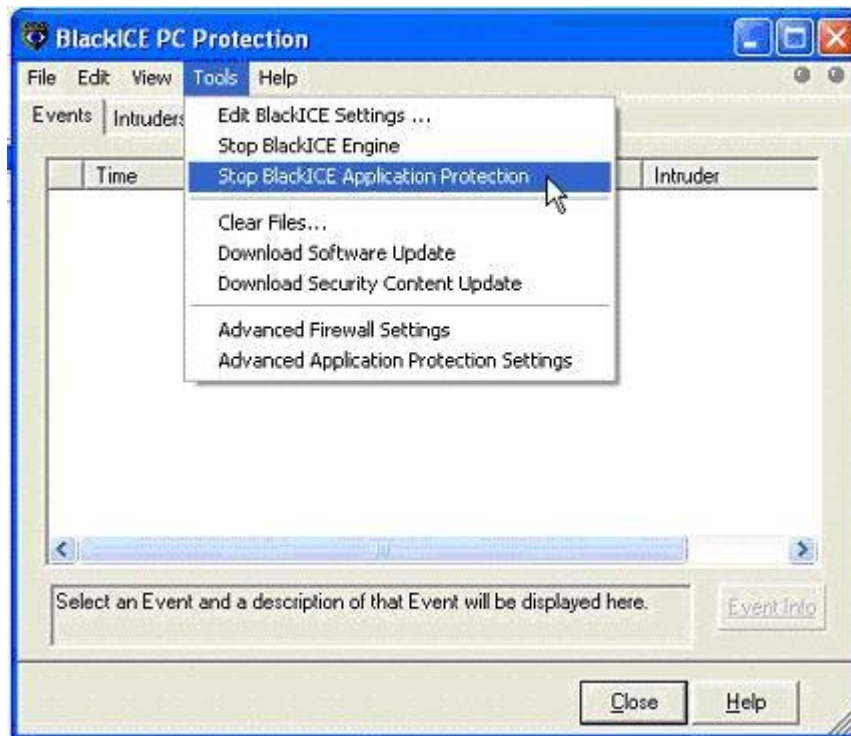 BlackICE PC Protection
File Edit View Tools Help
Events Intruders
Edit BlackICE Settings ...
Stop BlackICE Engine
Stop BlackICE Application Protection
Clear Files...
Download Software Update
Download Security Content Update
Advanced Firewall Settings
Advanced Application Protection Settings
Time Intruder
Select an Event and a description of that Event will be displayed here.
Event Info
Close Help